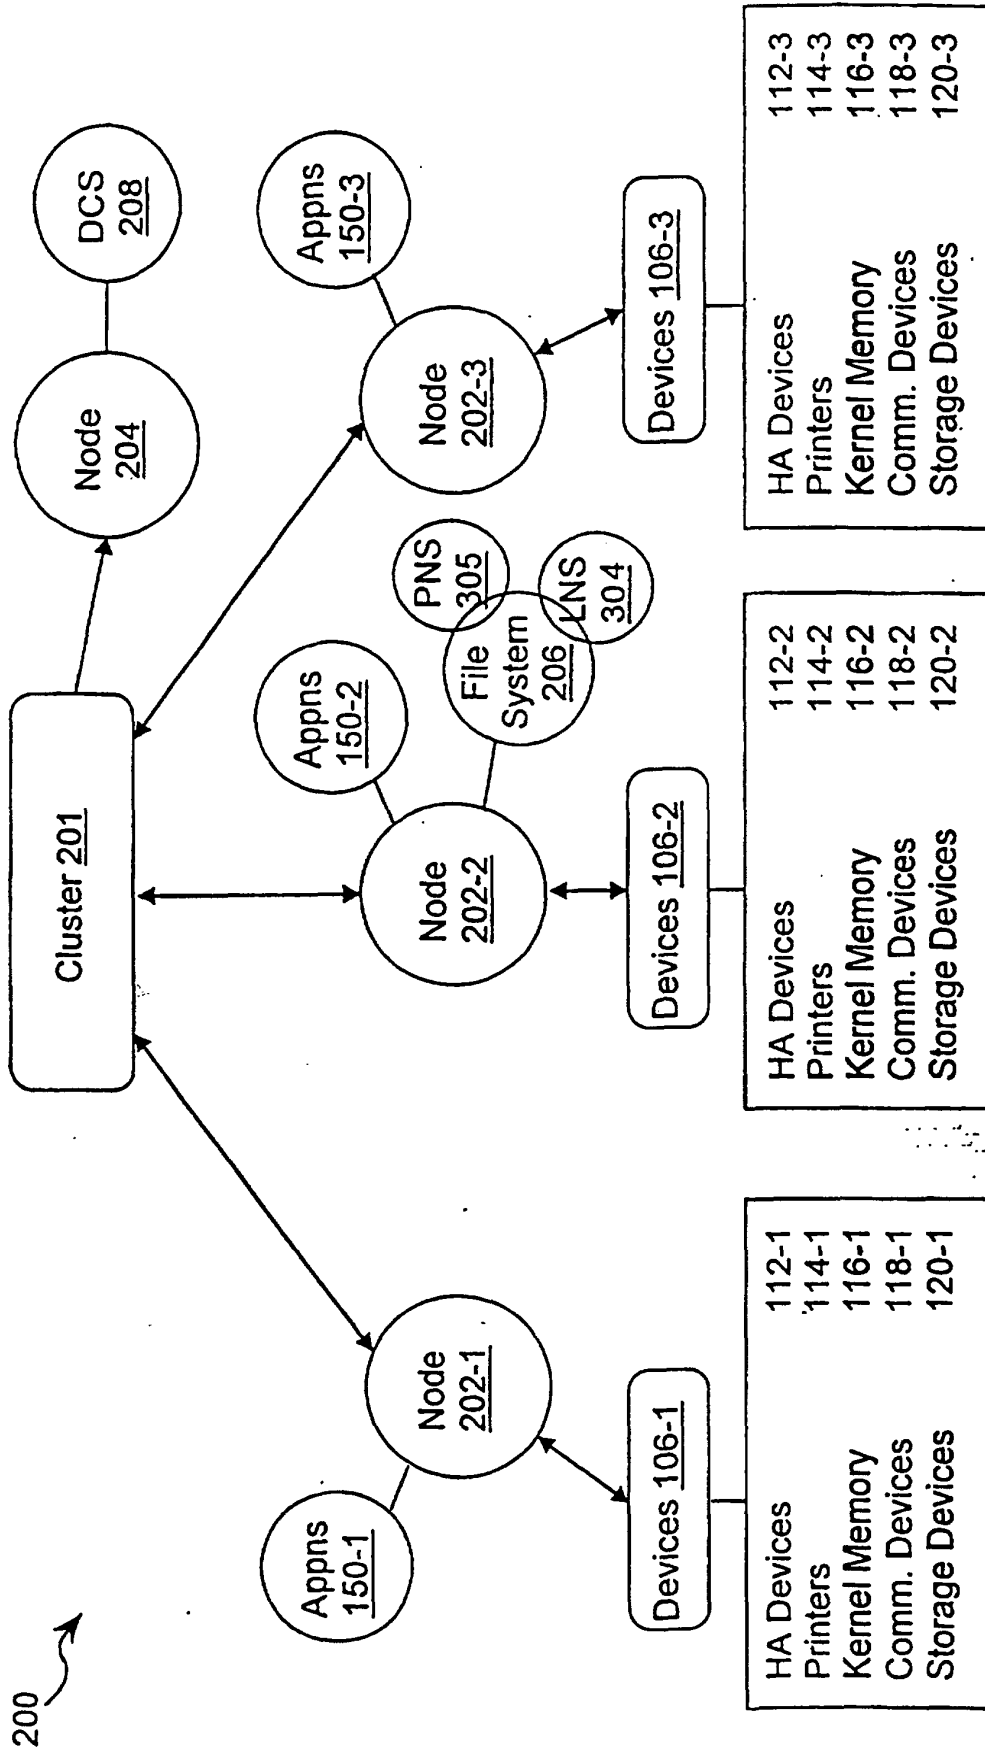 200
Cluster 201
Node
204
DCS
208
Appns
150-1
Node
202-1
Appns
150-2
Node
202-2
File
System
206
PNS
305
LNS
304
Appns
150-3
Node
202-3
Devices 106-1
Devices 106-2
Devices 106-3
HA Devices 112-1
Printers 114-1
Kernel Memory 116-1
Comm. Devices 118-1
Storage Devices 120-1
HA Devices 112-2
Printers 114-2
Kernel Memory 116-2
Comm. Devices 118-2
Storage Devices 120-2
HA Devices 112-3
Printers 114-3
Kernel Memory 116-3
Comm. Devices 118-3
Storage Devices 120-3